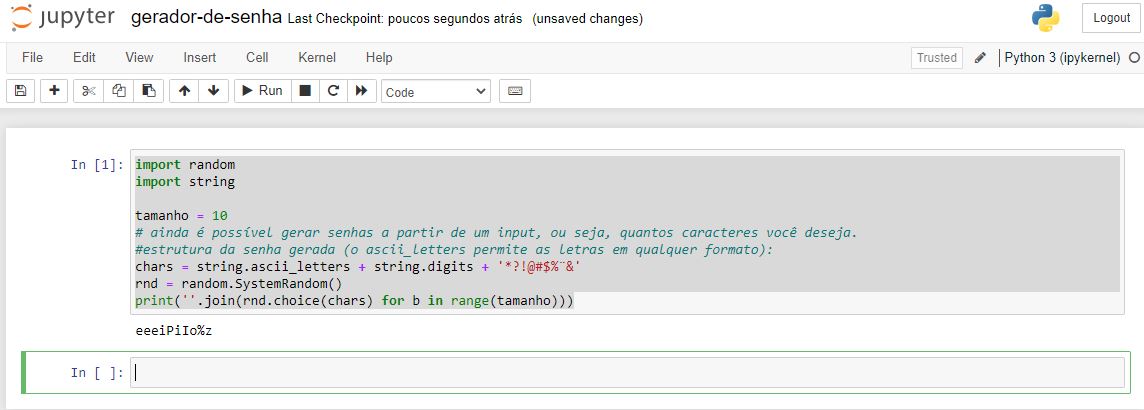 jupyter gerador-de-senha Last Checkpoint: poucos segundos atrás (unsaved changes) Logout
File Edit View Insert Cell Kernel Help Trusted Python 3 (ipykernel)
Run Code
In [1]: import random
import string
tamanho = 10
# ainda é possível gerar senhas a partir de um input, ou seja, quantos caracteres você deseja.
#estrutura da senha gerada (o ascii_letters permite as letras em qualquer formato):
chars = string.ascii_letters + string.digits + '*?!@#$%¨&'
rnd = random.SystemRandom()
print(''.join(rnd.choice(chars) for b in range(tamanho)))
eeeiPiIo%z
In [ ]: